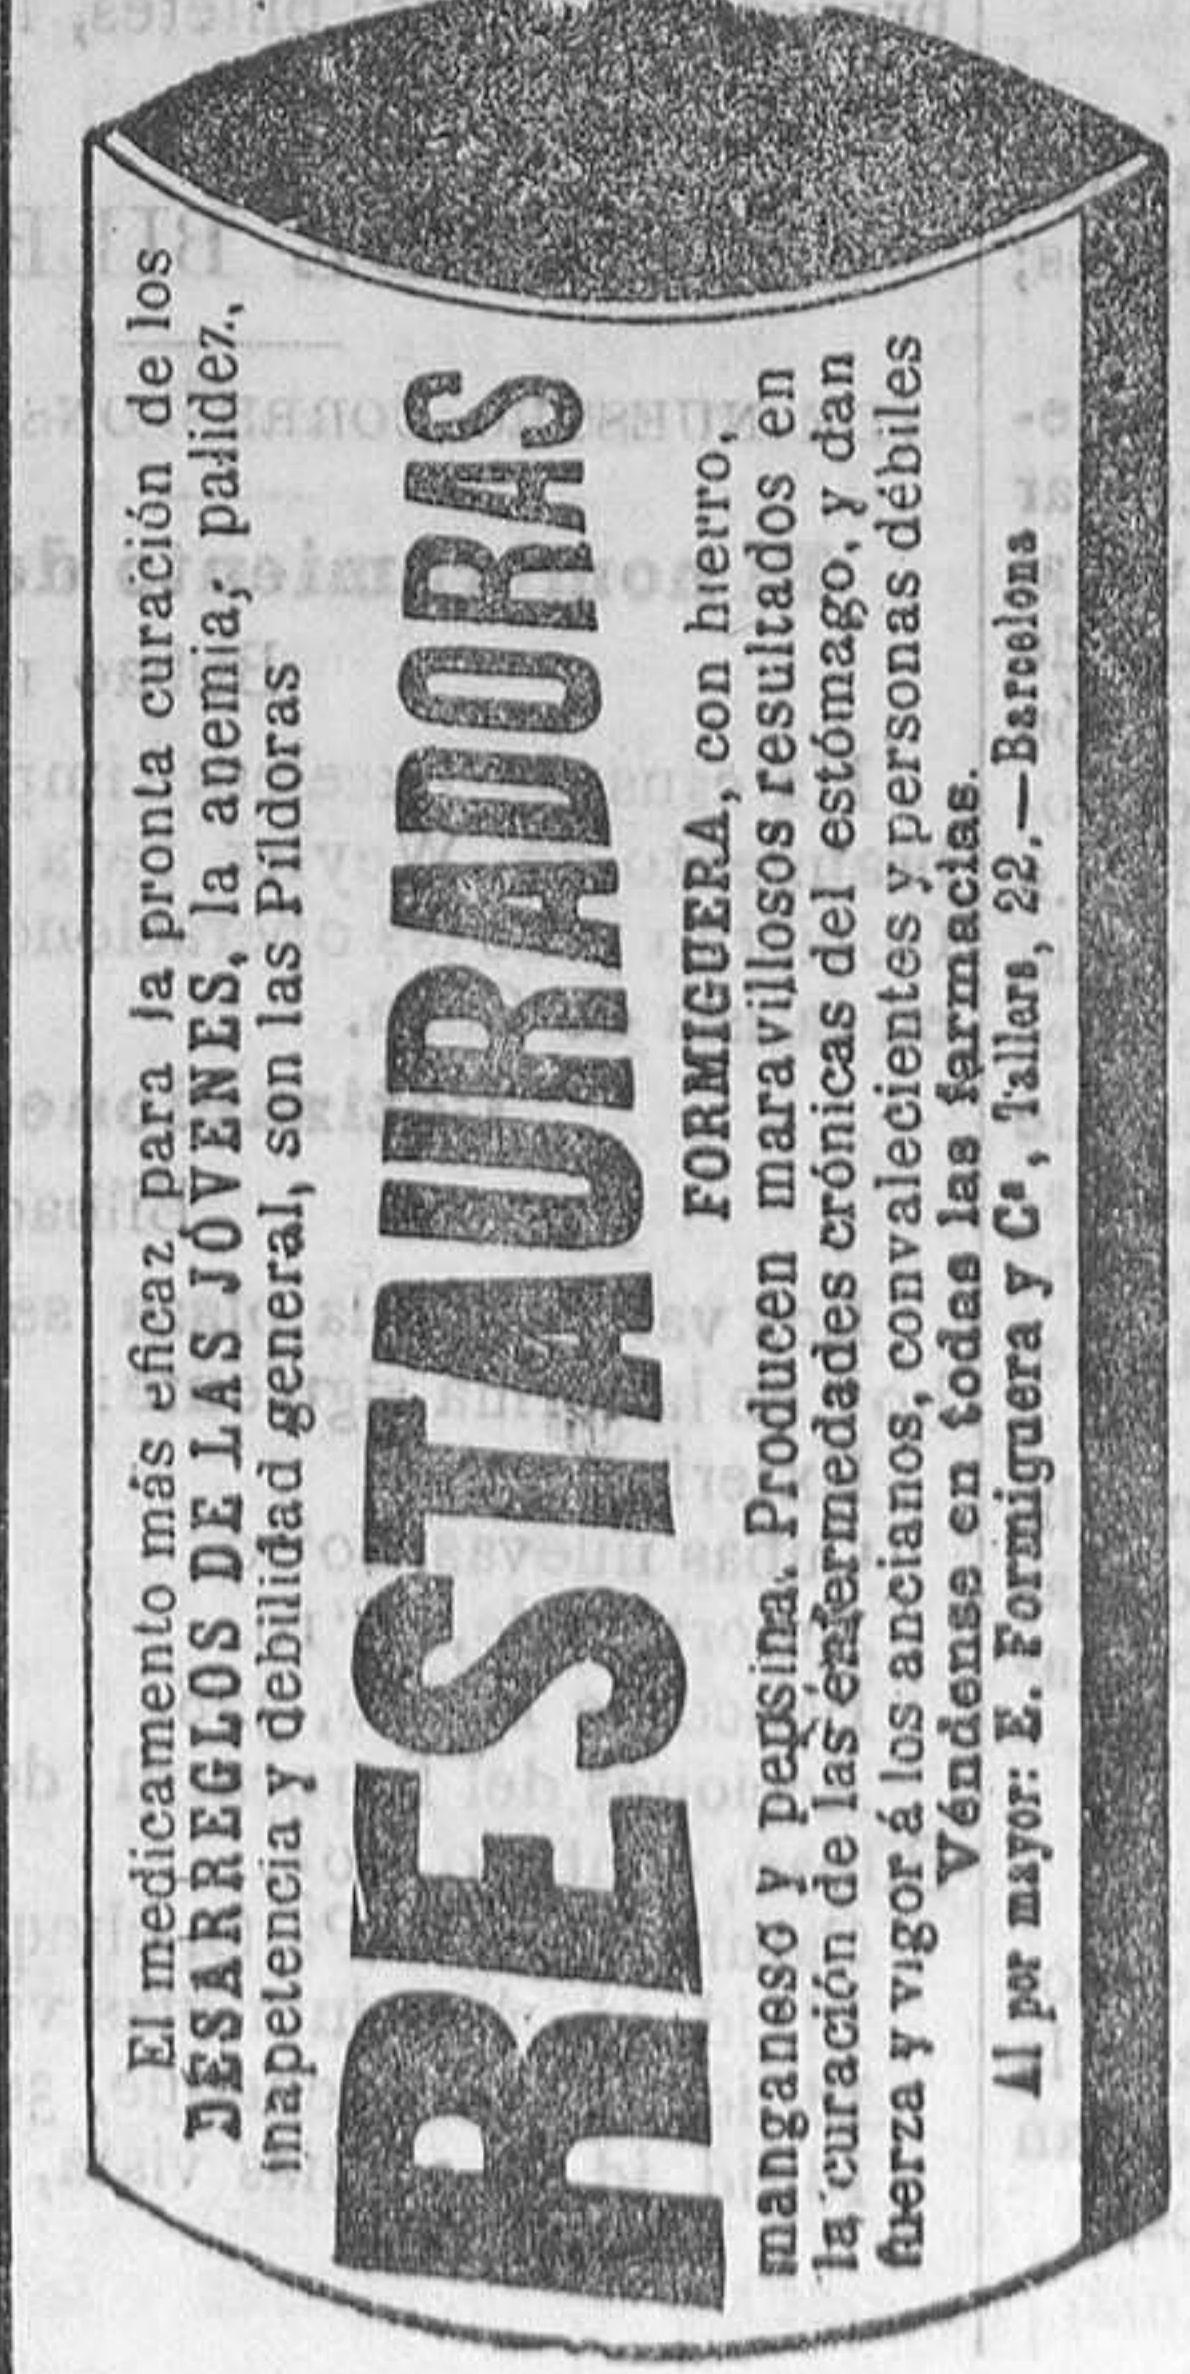 El medicamento más eficaz para la pronta curación de los
DESARREGLOS DE LAS JÓVENES, la anemia, palidez,
inapetencia y debilidad general, son las Píldoras
RESTAURADORAS
FORMIGUERA, con hierro,
manganeso y pepsina. Producen maravillosos resultados en
la curación de las enfermedades crónicas del estómago, y dan
fuerza y vigor á los ancianos, convalecientes y personas débiles
Véndense en todas las farmacias.
Al por mayor: E. Formiguera y Cª, Tallers, 22.—Barcelona